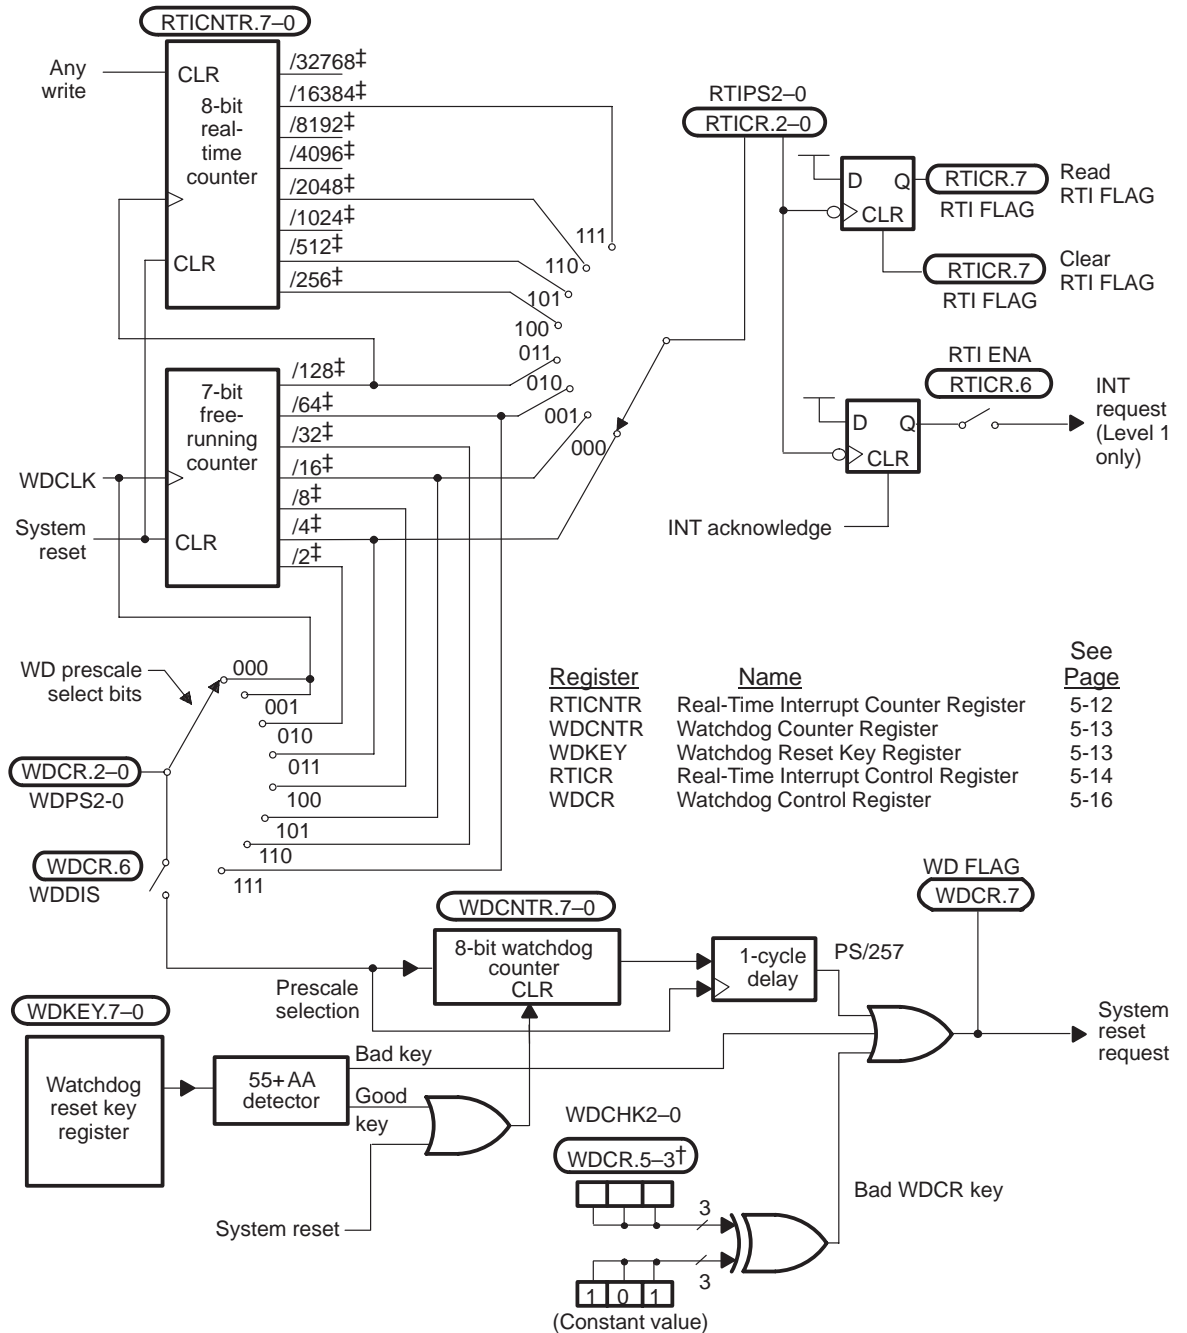 RTICNTR.7–0
Any
write
CLR
8-bit
real-
time
counter
CLR
/32768‡
/16384‡
/8192‡
/4096‡
/2048‡
/1024‡
/512‡
/256‡
111
110
101
100
011
010
001
000
RTIPS2–0
RTICR.2–0
D Q
CLR
RTICR.7
RTI FLAG
Read
RTI FLAG
RTICR.7
RTI FLAG
Clear
RTI FLAG
RTI ENA
RTICR.6
D Q
CLR
INT
request
(Level 1
only)
INT acknowledge
7-bit
free-
running
counter
CLR
WDCLK
System
reset
/128‡
/64‡
/32‡
/16‡
/8‡
/4‡
/2‡
WD prescale
select bits
000
001
010
011
100
101
110
111
WDCR.2–0
WDPS2-0
WDCR.6
WDDIS
Register Name See Page
RTICNTR Real-Time Interrupt Counter Register 5-12
WDCNTR Watchdog Counter Register 5-13
WDKEY Watchdog Reset Key Register 5-13
RTICR Real-Time Interrupt Control Register 5-14
WDCR Watchdog Control Register 5-16
WD FLAG
WDCR.7
WDCNTR.7–0
8-bit watchdog
counter
CLR
1-cycle
delay
PS/257
Prescale
selection
System
reset
request
WDKEY.7–0
Watchdog
reset key
register
55+AA
detector
Bad key
Good
key
System reset
WDCHK2–0
WDCR.5–3†
3
3
1 0 1
(Constant value)
Bad WDCR key